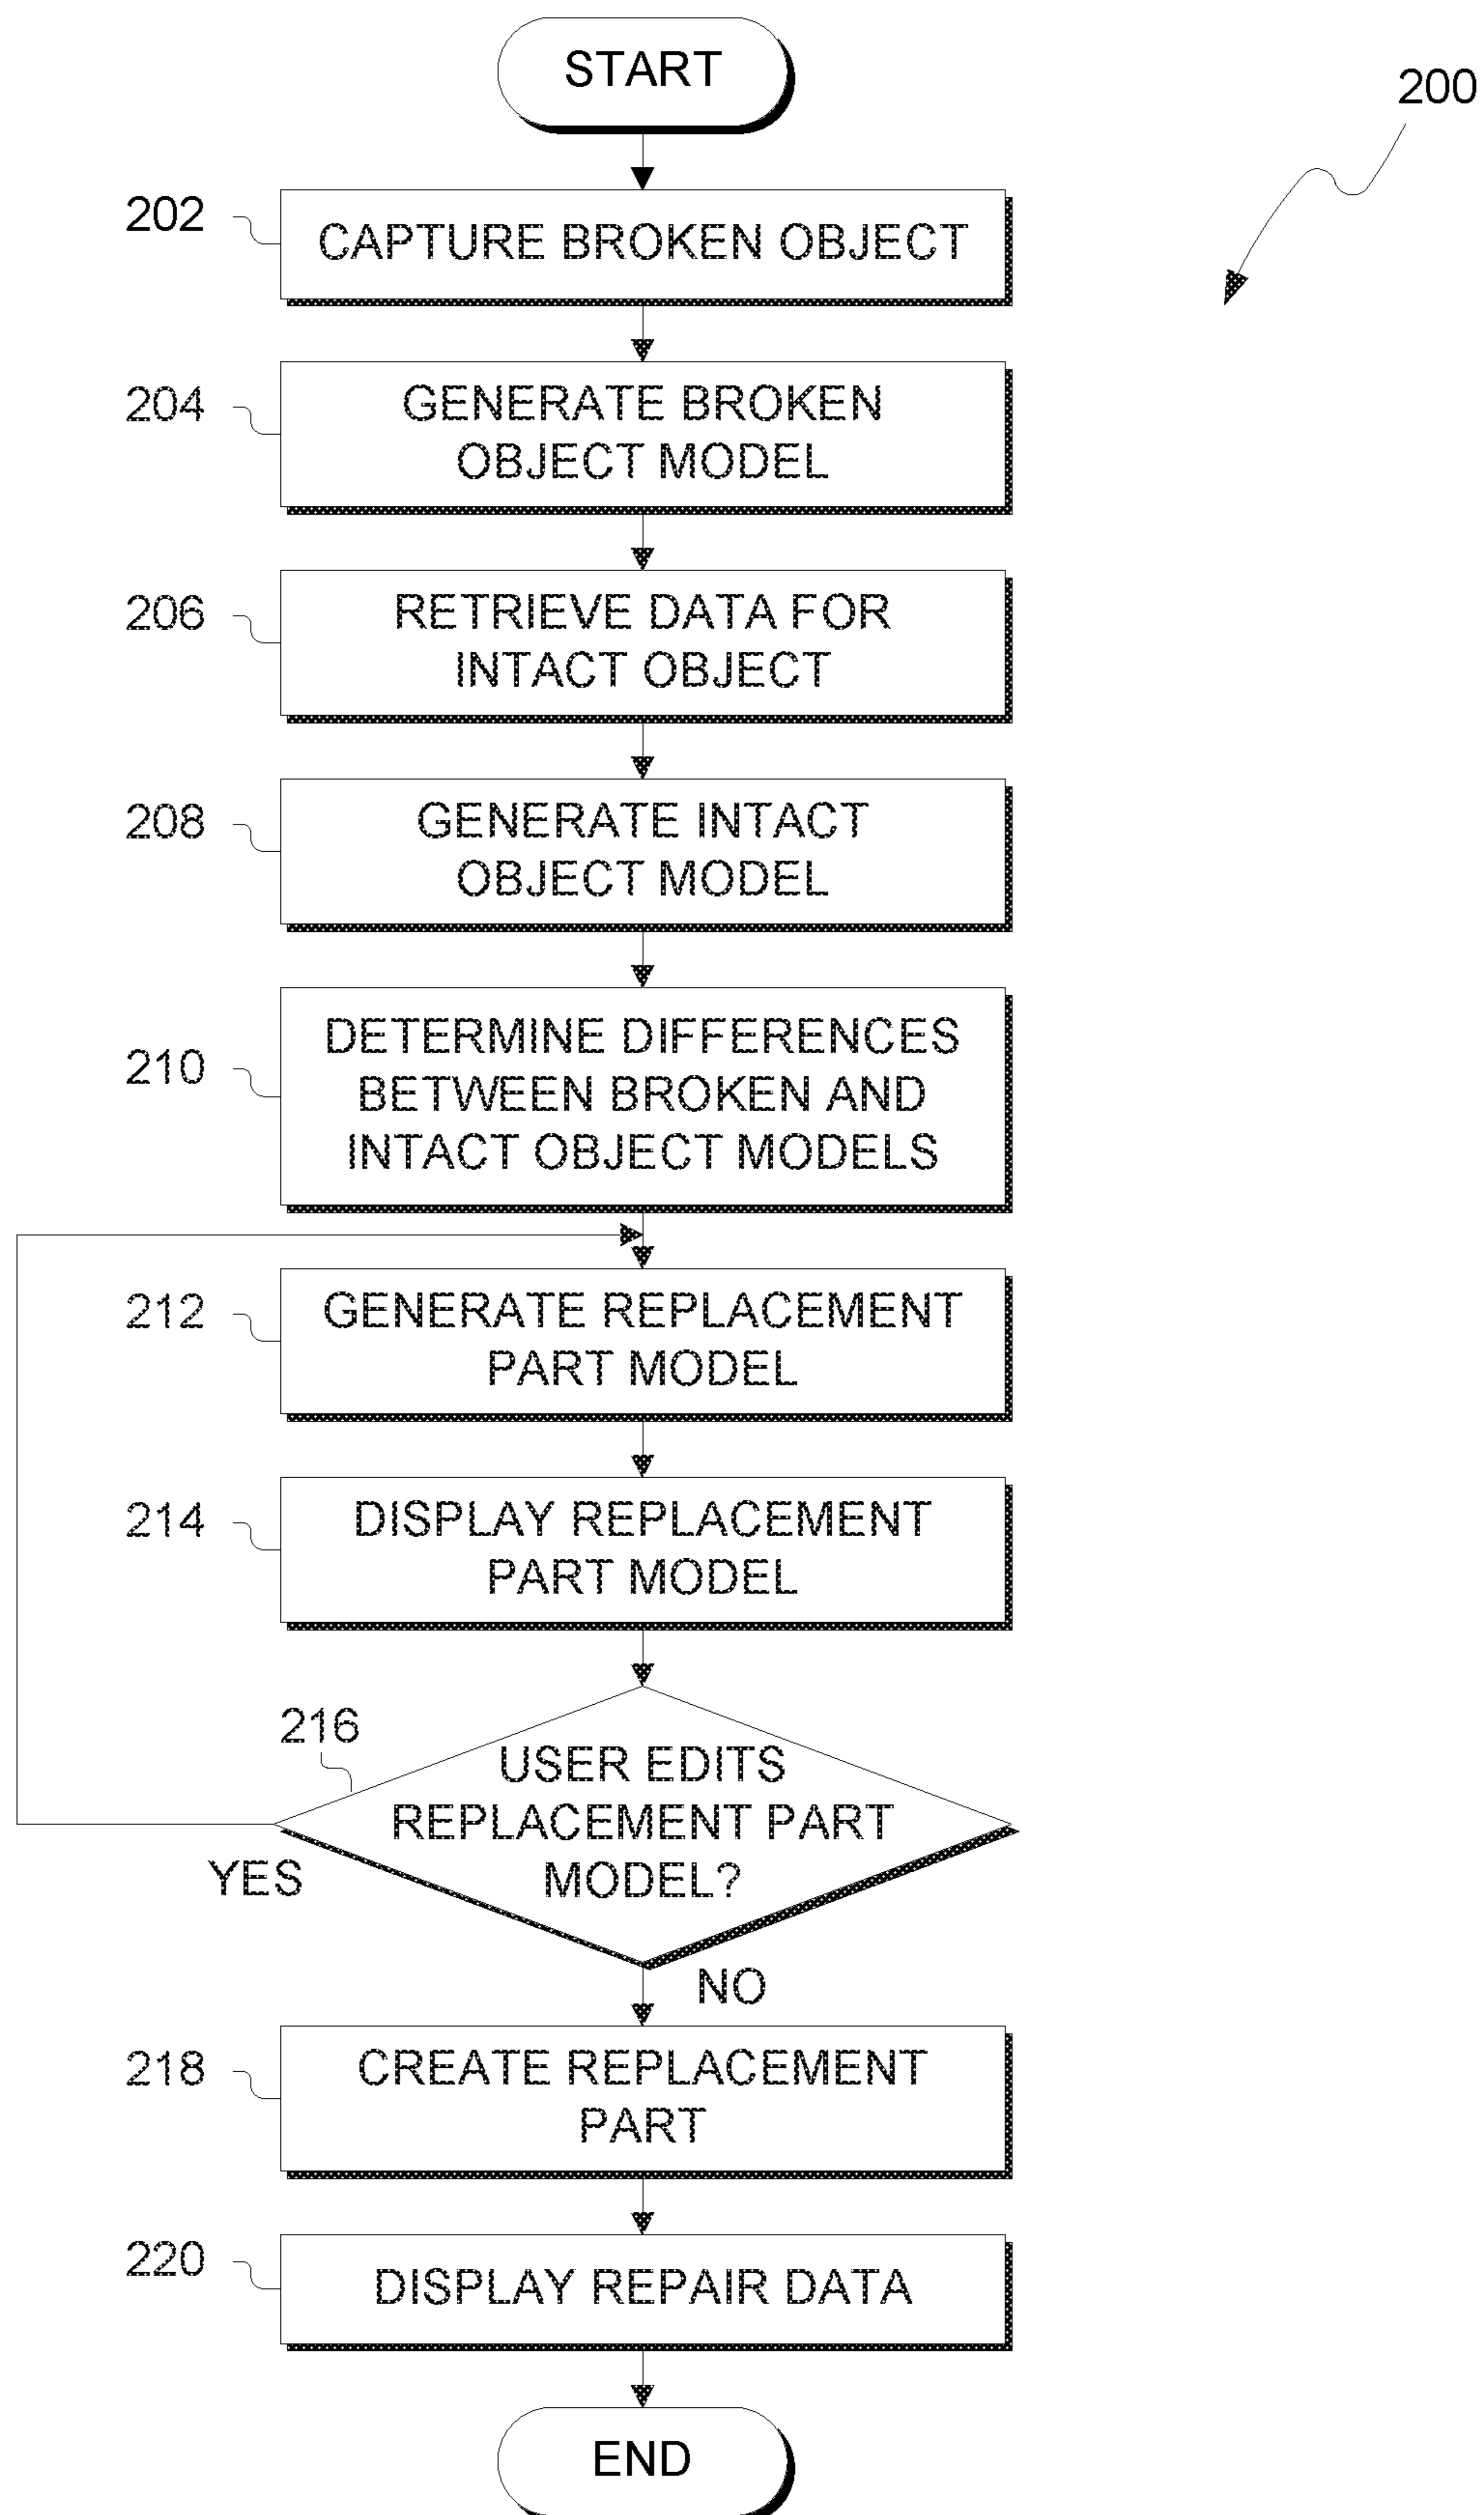 START
200
202
CAPTURE BROKEN OBJECT
204
GENERATE BROKEN
OBJECT MODEL
206
RETRIEVE DATA FOR
INTACT OBJECT
208
GENERATE INTACT
OBJECT MODEL
210
DETERMINE DIFFERENCES
BETWEEN BROKEN AND
INTACT OBJECT MODELS
212
GENERATE REPLACEMENT
PART MODEL
214
DISPLAY REPLACEMENT
PART MODEL
216
USER EDITS
REPLACEMENT PART
MODEL?
YES
NO
218
CREATE REPLACEMENT
PART
220
DISPLAY REPAIR DATA
END